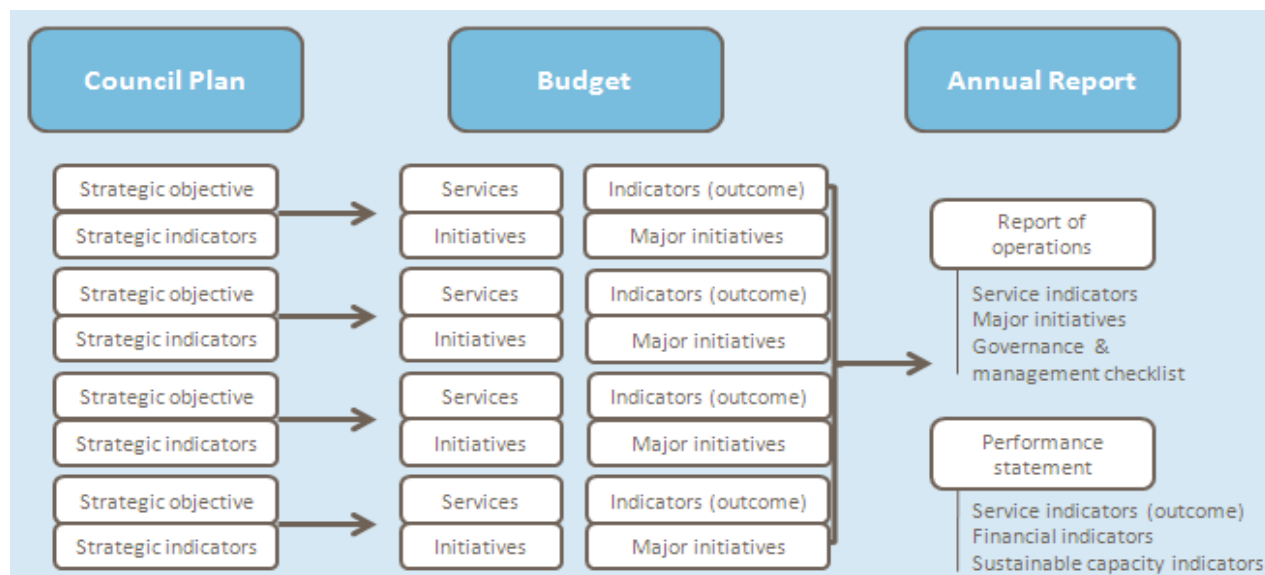 Council Plan
Budget
Annual Report
Strategic objective
Strategic indicators
Services
Initiatives
Indicators (outcome)
Major initiatives
Strategic objective
Strategic indicators
Services
Initiatives
Indicators (outcome)
Major initiatives
Strategic objective
Strategic indicators
Services
Initiatives
Indicators (outcome)
Major initiatives
Strategic objective
Strategic indicators
Services
Initiatives
Indicators (outcome)
Major initiatives
Report of
operations
Service indicators
Major initiatives
Governance &
management checklist
Performance
statement
Service indicators (outcome)
Financial indicators
Sustainable capacity indicators